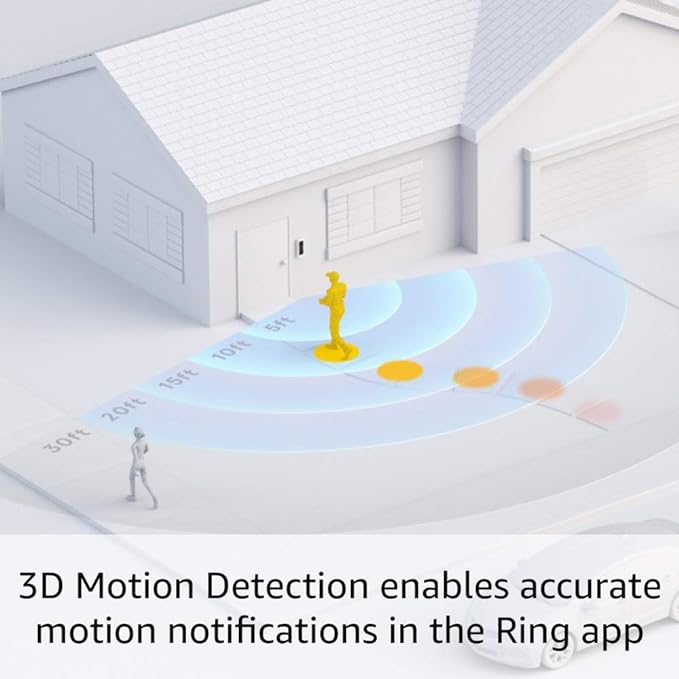 5ft
10ft
15ft
20ft
30ft
3D Motion Detection enables accurate
motion notifications in the Ring app